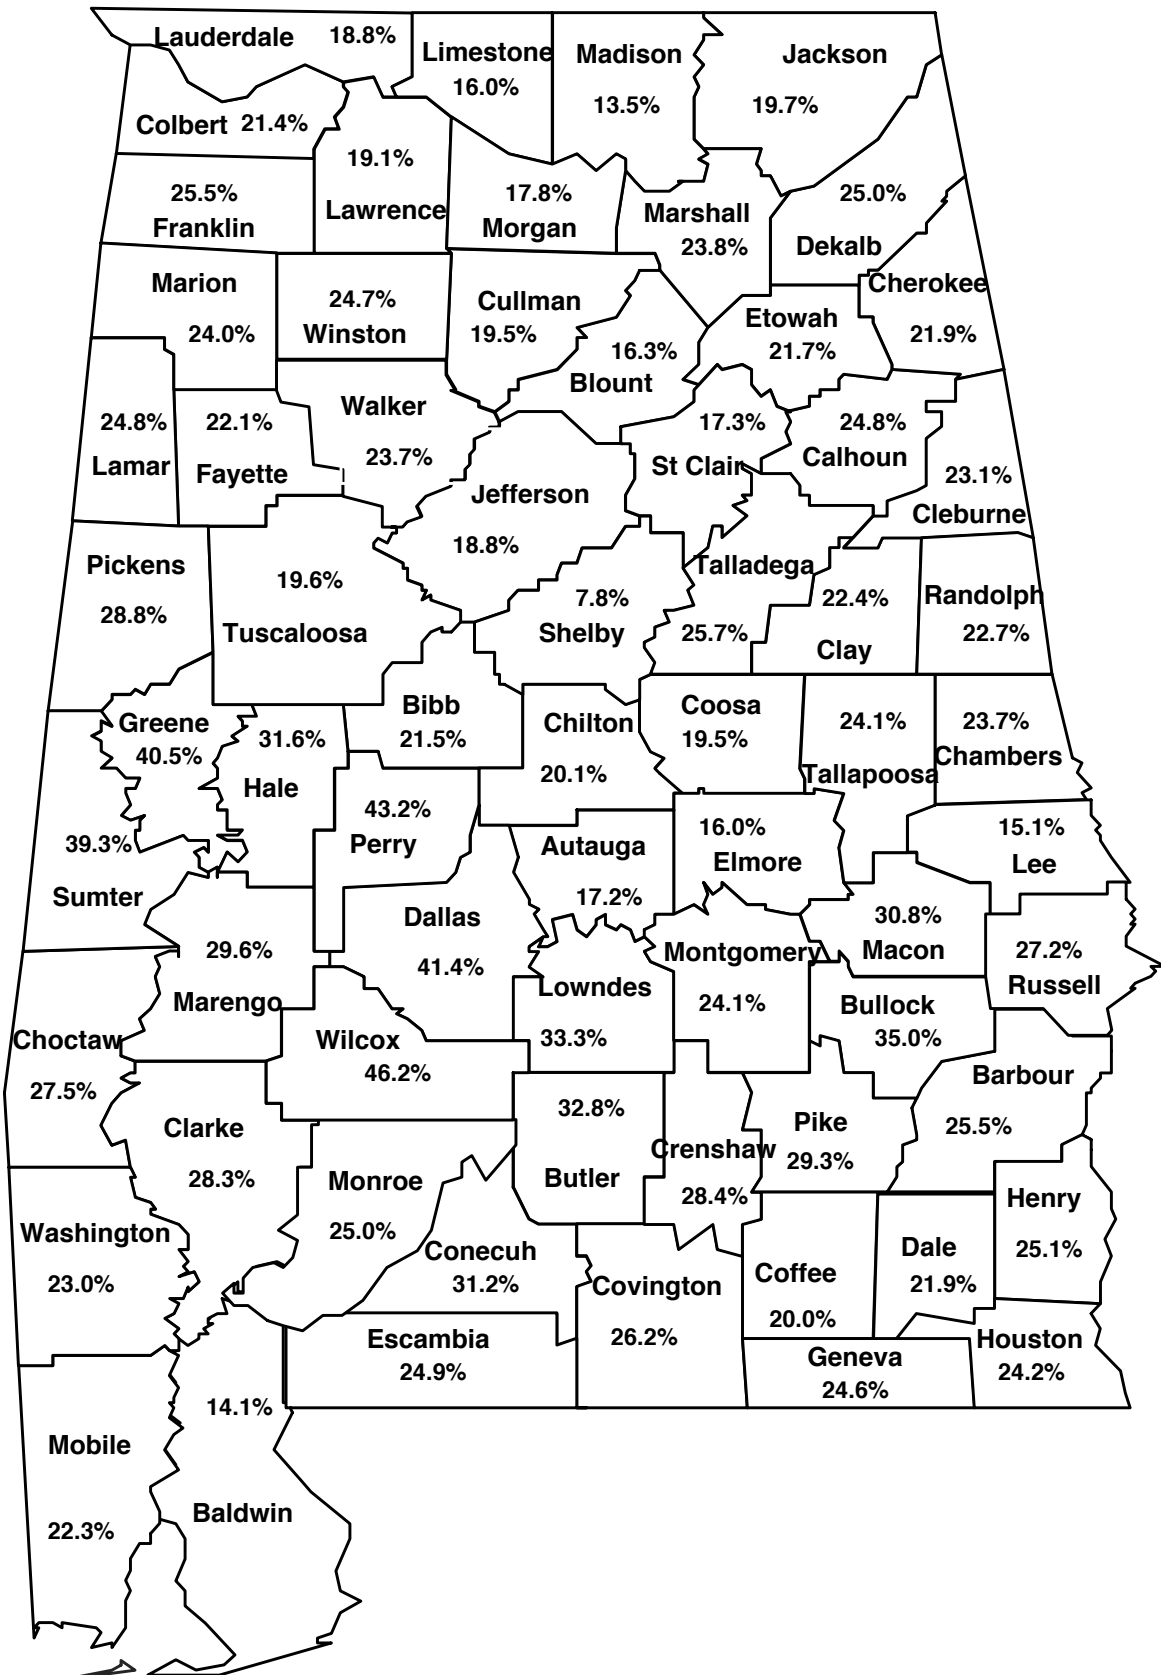 Lauderdale 18.8%
Limestone
16.0%
Madison
13.5%
Jackson
19.7%
Colbert 21.4%
19.1%
Lawrence
25.5%
Franklin
17.8%
Morgan
Marshall
23.8%
25.0%
Dekalb
Marion
24.0%
24.7%
Winston
Cullman
19.5%
16.3%
Blount
Etowah
21.7%
Cherokee
21.9%
24.8%
Lamar
22.1%
Fayette
Walker
23.7%
Jefferson
18.8%
17.3%
St Clair
24.8%
Calhoun
23.1%
Cleburne
Pickens
28.8%
19.6%
Tuscaloosa
7.8%
Shelby
Talladega
25.7%
22.4%
Clay
Randolph
22.7%
Greene
40.5%
31.6%
Hale
Bibb
21.5%
Chilton
20.1%
Coosa
19.5%
24.1%
Tallapoosa
23.7%
Chambers
39.3%
Sumter
43.2%
Perry
Autauga
17.2%
16.0%
Elmore
15.1%
Lee
29.6%
Marengo
Dallas
41.4%
Lowndes
33.3%
Montgomery
24.1%
30.8%
Macon
27.2%
Russell
Choctaw
27.5%
Wilcox
46.2%
Bullock
35.0%
Barbour
25.5%
Clarke
28.3%
Monroe
25.0%
32.8%
Butler
Crenshaw
28.4%
Pike
29.3%
Henry
25.1%
Washington
23.0%
Conecuh
31.2%
Covington
26.2%
Coffee
20.0%
Dale
21.9%
Escambia
24.9%
Geneva
24.6%
Houston
24.2%
Mobile
22.3%
14.1%
Baldwin